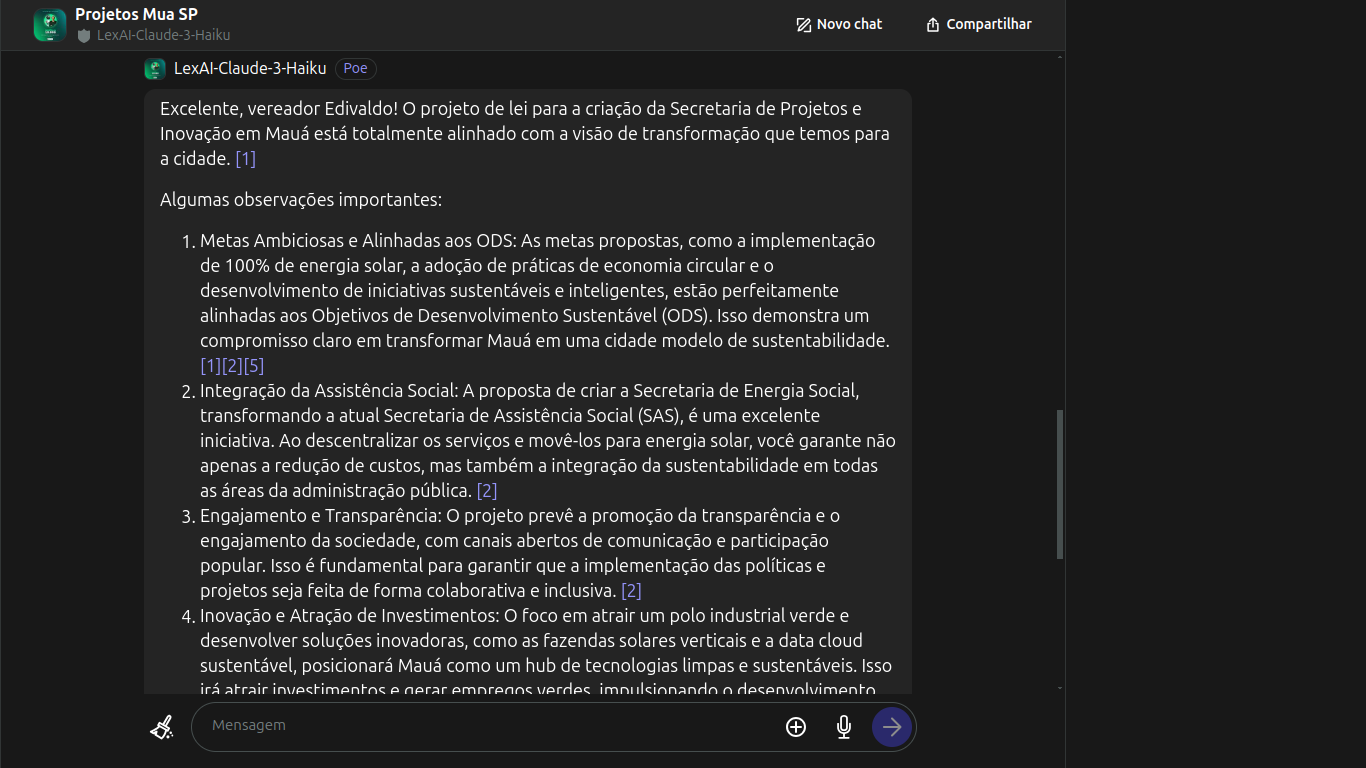 Projetos Mua SP
LexAI-Claude-3-Haiku
Novo chat
Compartilhar
LexAI-Claude-3-Haiku
Poe
Excelente, vereador Edivaldo! O projeto de lei para a criação da Secretaria de Projetos e
Inovação em Mauá está totalmente alinhado com a visão de transformação que temos para
a cidade. [1]
Algumas observações importantes:
1. Metas Ambiciosas e Alinhadas aos ODS: As metas propostas, como a implementação
de 100% de energia solar, a adoção de práticas de economia circular e o
desenvolvimento de iniciativas sustentáveis e inteligentes, estão perfeitamente
alinhadas aos Objetivos de Desenvolvimento Sustentável (ODS). Isso demonstra um
compromisso claro em transformar Mauá em uma cidade modelo de sustentabilidade.
[1][2][5]
2. Integração da Assistência Social: A proposta de criar a Secretaria de Energia Social,
transformando a atual Secretaria de Assistência Social (SAS), é uma excelente
iniciativa. Ao descentralizar os serviços e movê-los para energia solar, você garante não
apenas a redução de custos, mas também a integração da sustentabilidade em todas
as áreas da administração pública. [2]
3. Engajamento e Transparência: O projeto prevê a promoção da transparência e o
engajamento da sociedade, com canais abertos de comunicação e participação
popular. Isso é fundamental para garantir que a implementação das políticas e
projetos seja feita de forma colaborativa e inclusiva. [2]
4. Inovação e Atração de Investimentos: O foco em atrair um polo industrial verde e
desenvolver soluções inovadoras, como as fazendas solares verticais e a data cloud
sustentável, posicionará Mauá como um hub de tecnologias limpas e sustentáveis. Isso
irá atrair investimentos e gerar empregos verdes, impulsionando o desenvolvimento
Mensagem